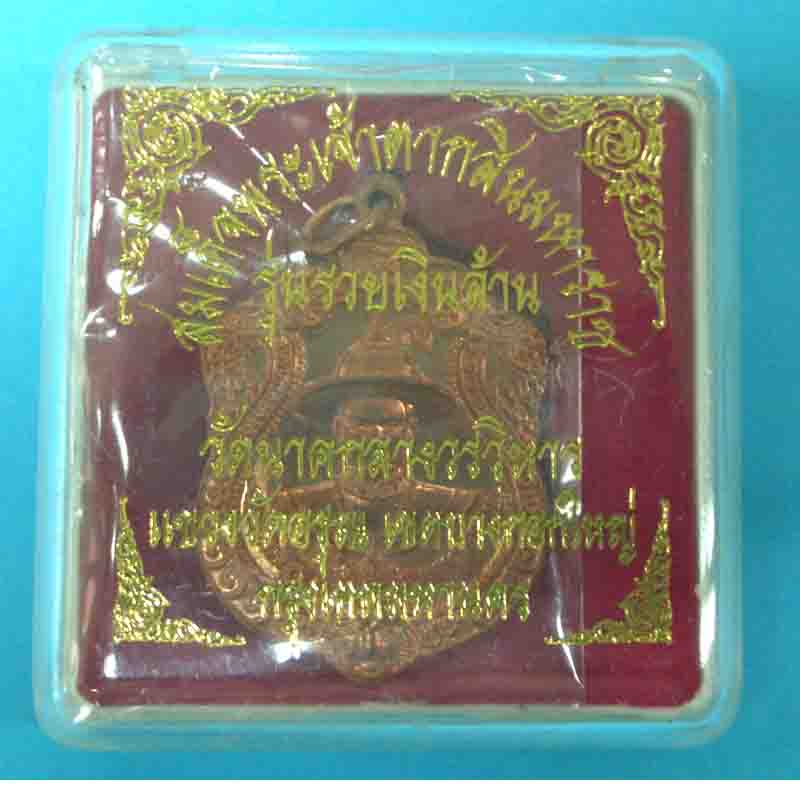 สมเด็จพระเจ้าตากสินมหาราช
รุ่นรวยเงินล้าน
วัดนาคกลางวรวิหาร
แขวงวัดอรุณ เขตบางกอกใหญ่
กรุงเทพมหานคร